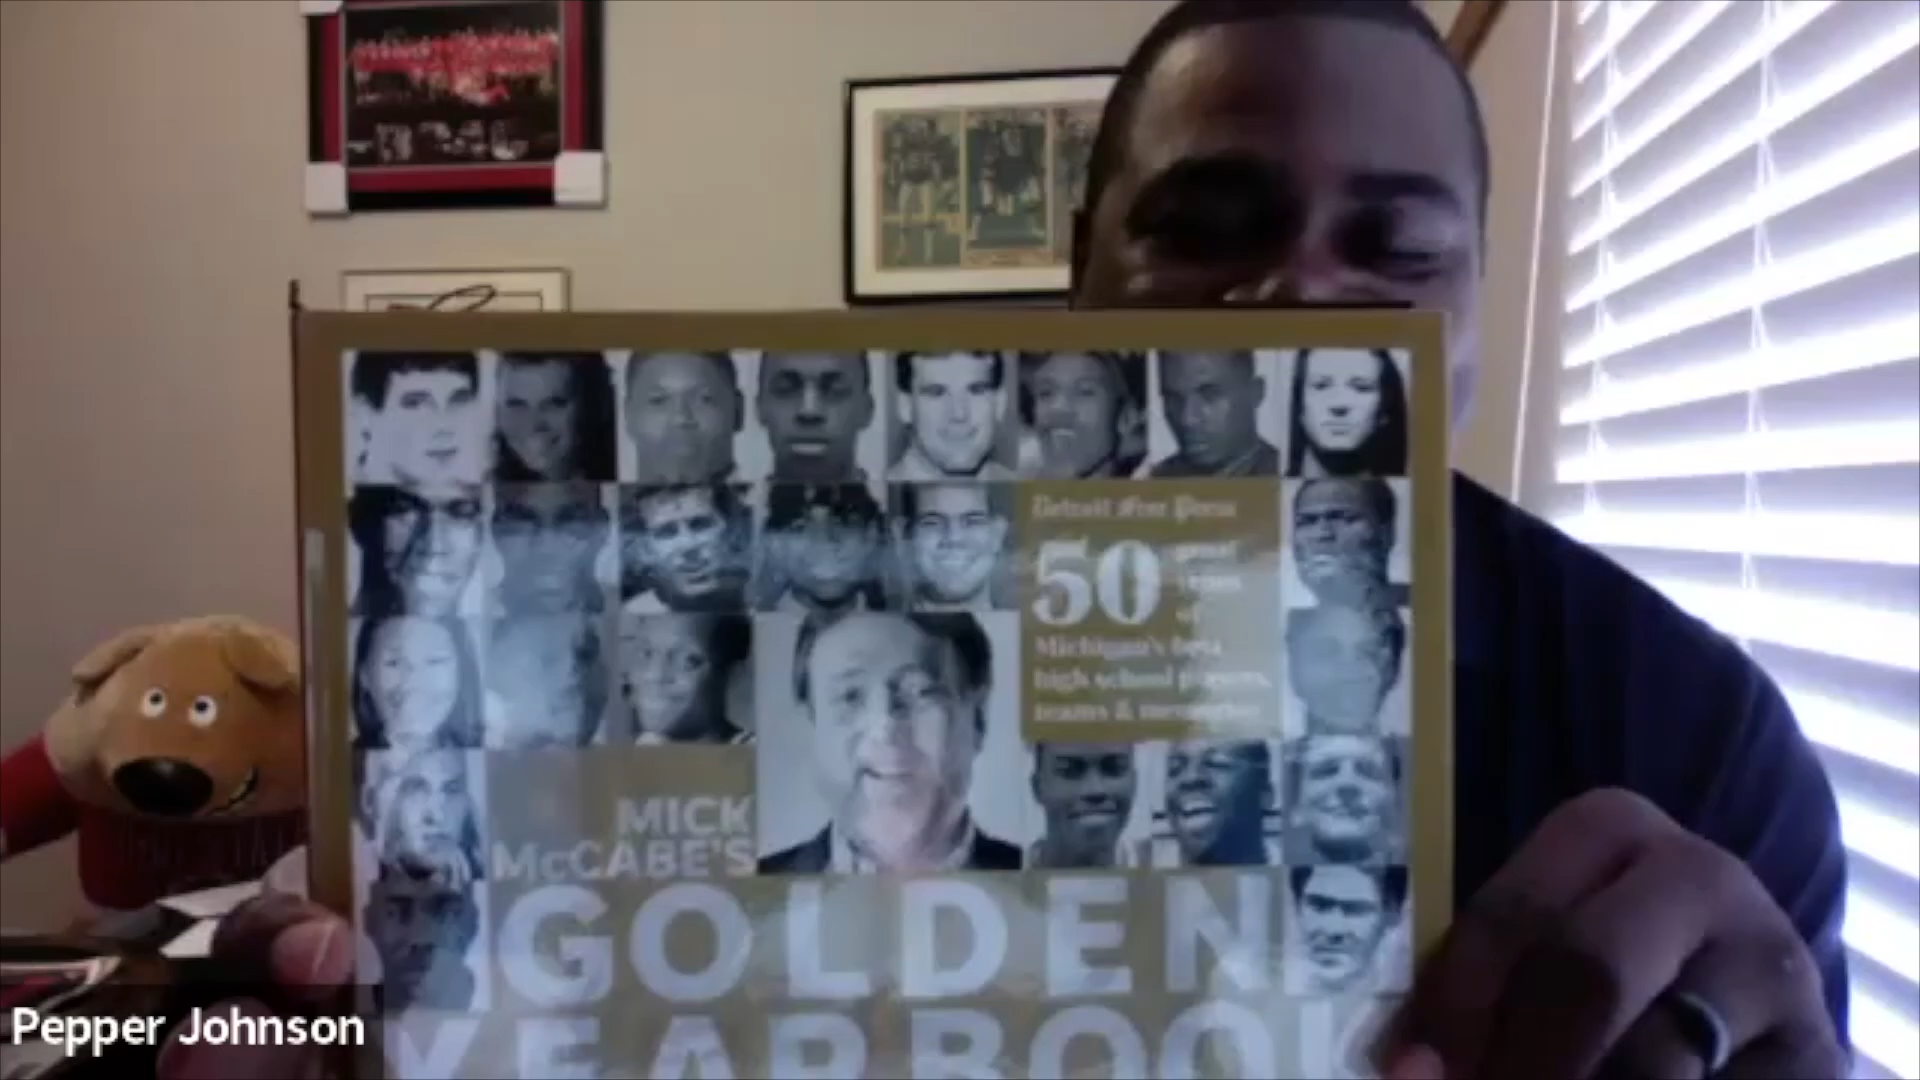 Detroit Free Press
50 great
years
of
Michigan's best
high school players,
teams & memories
MICK
McCABE'S
GOLDEN
YEARBOOK
Pepper Johnson